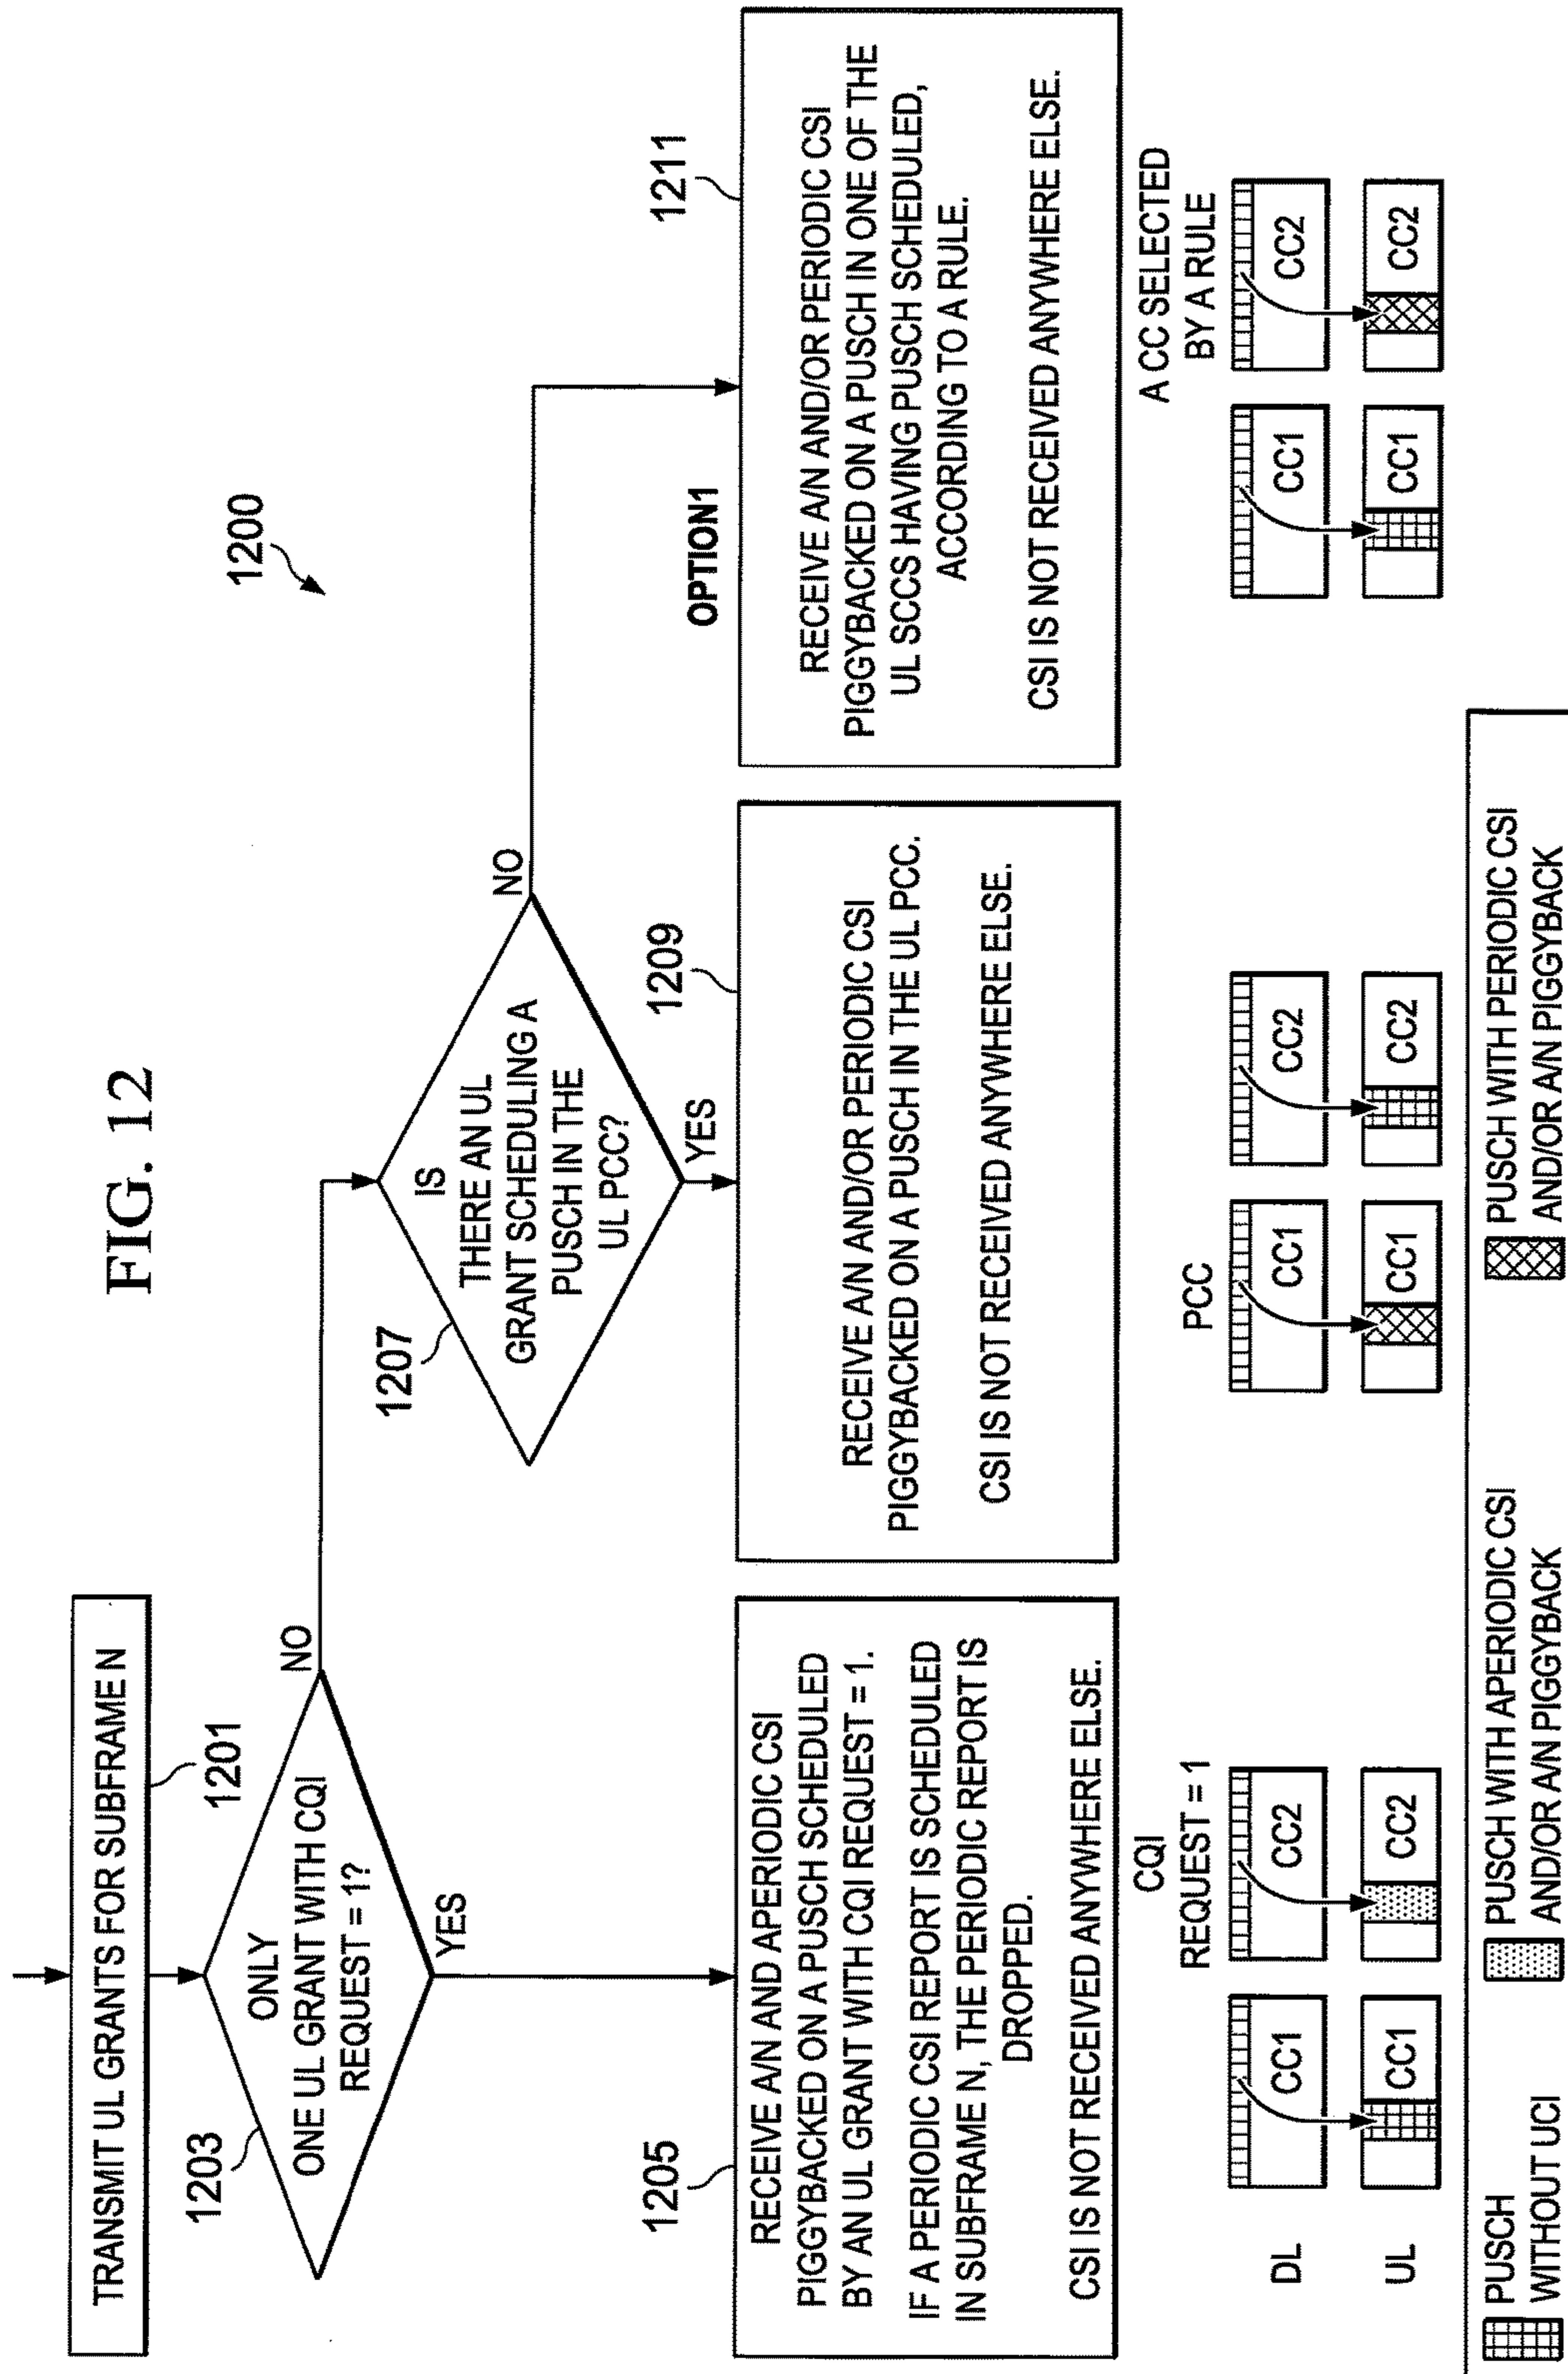 FIG. 12
1200
TRANSMIT UL GRANTS FOR SUBFRAME N
1201
1203
ONLY
ONE UL GRANT WITH CQI
REQUEST = 1?
NO
YES
1207
IS
THERE AN UL
GRANT SCHEDULING A
PUSCH IN THE
UL PCC?
NO
YES
1205
RECEIVE A/N AND APERIODIC CSI
PIGGYBACKED ON A PUSCH SCHEDULED
BY AN UL GRANT WITH CQI REQUEST = 1.
IF A PERIODIC CSI REPORT IS SCHEDULED
IN SUBFRAME N, THE PERIODIC REPORT IS
DROPPED.
CSI IS NOT RECEIVED ANYWHERE ELSE.
1209
RECEIVE A/N AND/OR PERIODIC CSI
PIGGYBACKED ON A PUSCH IN THE UL PCC.
CSI IS NOT RECEIVED ANYWHERE ELSE.
OPTION1
1211
RECEIVE A/N AND/OR PERIODIC CSI
PIGGYBACKED ON A PUSCH IN ONE OF THE
UL SCCS HAVING PUSCH SCHEDULED,
ACCORDING TO A RULE.
CSI IS NOT RECEIVED ANYWHERE ELSE.
CQI
REQUEST = 1
PCC
A CC SELECTED
BY A RULE
DL
CC1
CC2
CC1
CC2
CC1
CC2
UL
CC1
CC2
CC1
CC2
CC1
CC2
PUSCH
WITHOUT UCI
PUSCH WITH APERIODIC CSI
AND/OR A/N PIGGYBACK
PUSCH WITH PERIODIC CSI
AND/OR A/N PIGGYBACK